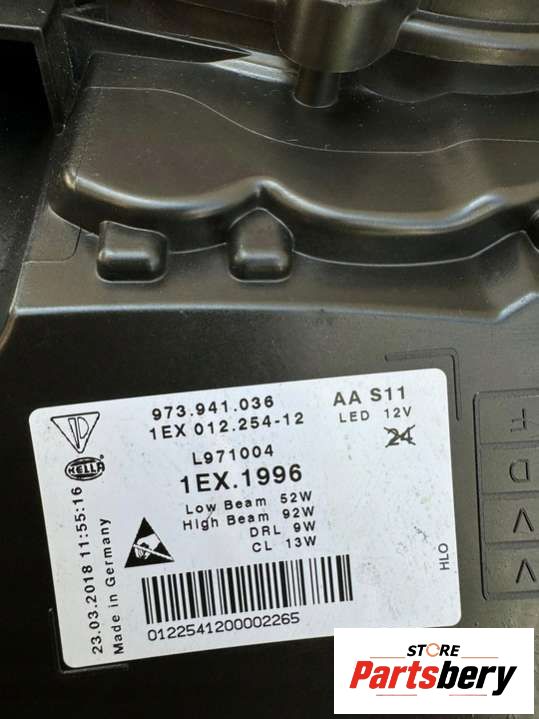 973.941.036
1EX 012.254-12
AA S11
LED 12V
24
L971004
1EX.1996
Low Beam 52W
High Beam 92W
DRL 9W
CL 13W
HELLA
23.03.2018 11:55:16
Made in Germany
HLO
0122541200002265
D
V
V
STORE
Partsbery